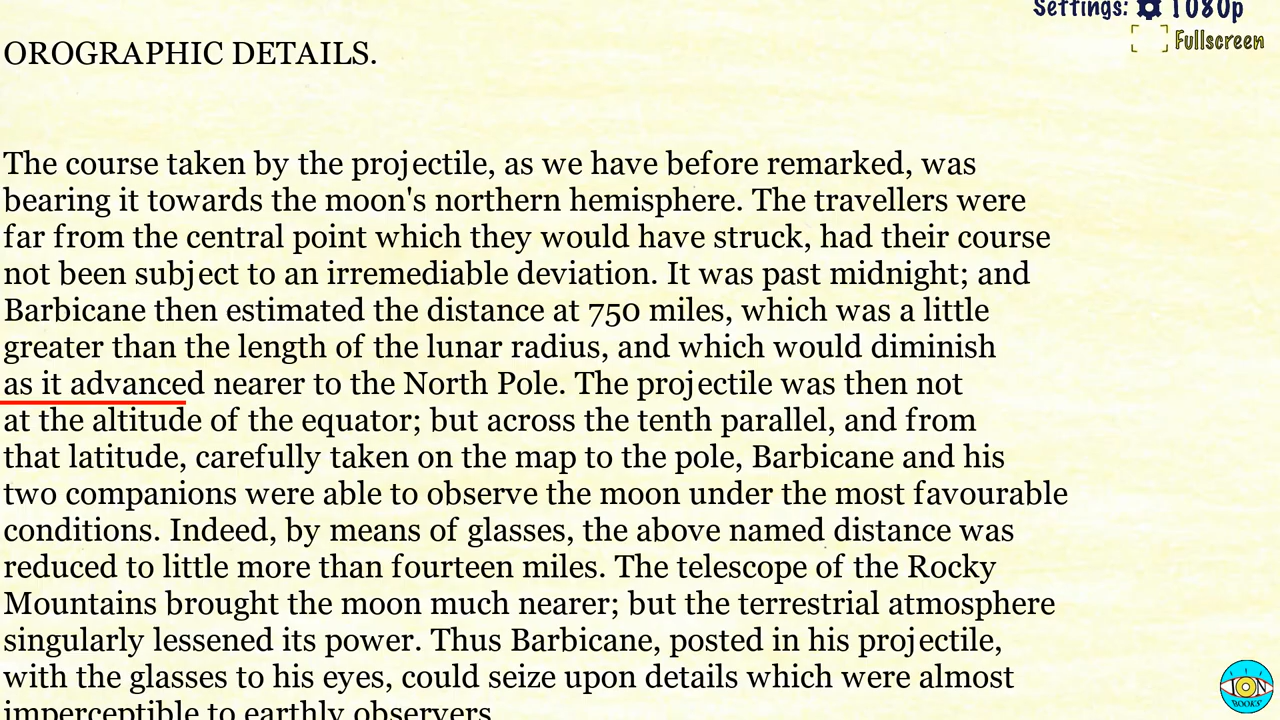 Settings: 1080p
Fullscreen
OROGRAPHIC DETAILS.
The course taken by the projectile, as we have before remarked, was
bearing it towards the moon's northern hemisphere. The travellers were
far from the central point which they would have struck, had their course
not been subject to an irremediable deviation. It was past midnight; and
Barbicane then estimated the distance at 750 miles, which was a little
greater than the length of the lunar radius, and which would diminish
as it advanced nearer to the North Pole. The projectile was then not
at the altitude of the equator; but across the tenth parallel, and from
that latitude, carefully taken on the map to the pole, Barbicane and his
two companions were able to observe the moon under the most favourable
conditions. Indeed, by means of glasses, the above named distance was
reduced to little more than fourteen miles. The telescope of the Rocky
Mountains brought the moon much nearer; but the terrestrial atmosphere
singularly lessened its power. Thus Barbicane, posted in his projectile,
with the glasses to his eyes, could seize upon details which were almost
imperceptible to earthly observers
ION
BOOKS